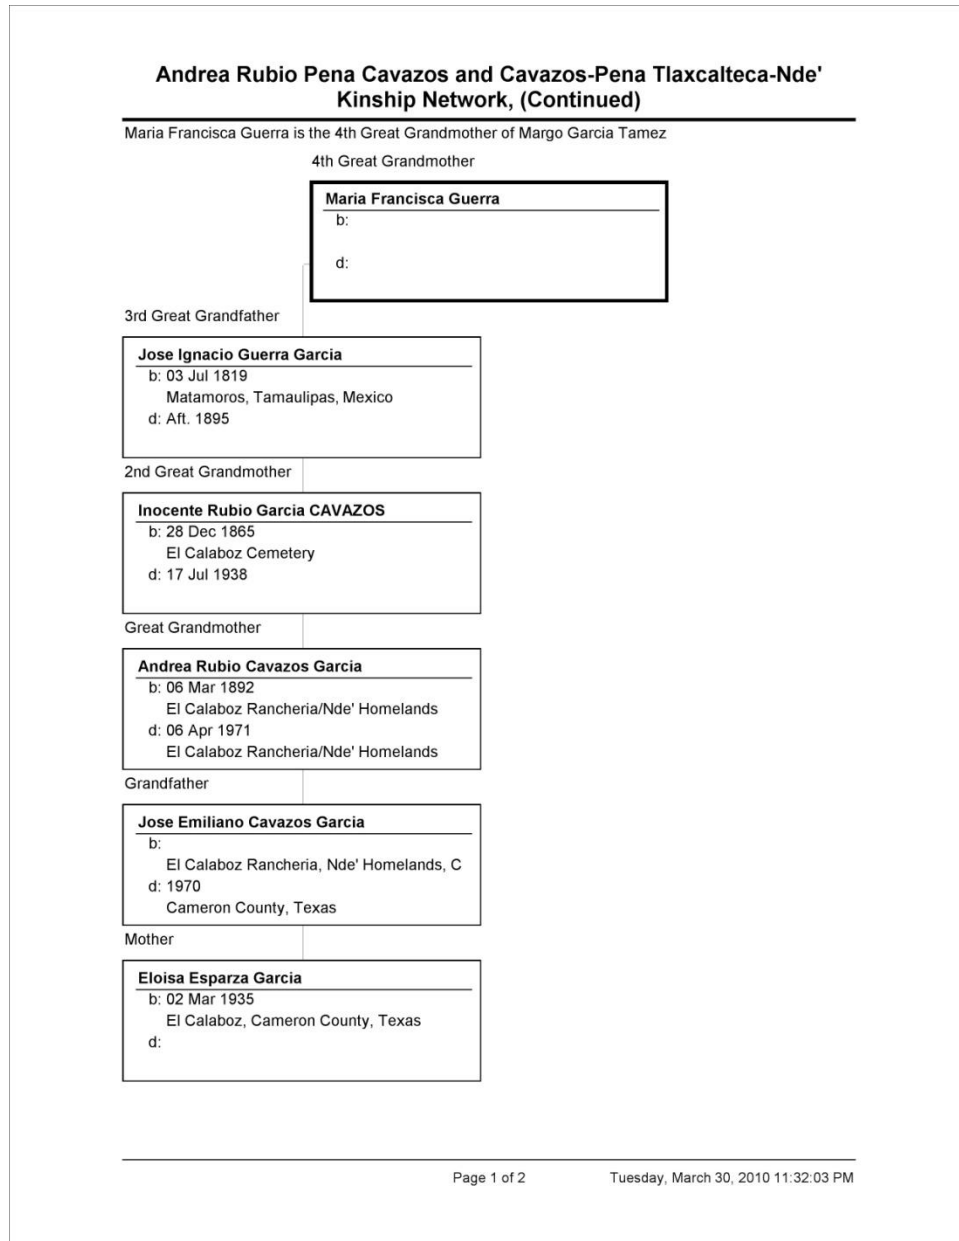 Andrea Rubio Pena Cavazos and Cavazos-Pena Tlaxcalteca-Nde'
Kinship Network, (Continued)
Maria Francisca Guerra is the 4th Great Grandmother of Margo Garcia Tamez
4th Great Grandmother
Maria Francisca Guerra
b:
d:
3rd Great Grandfather
Jose Ignacio Guerra Garcia
b: 03 Jul 1819
Matamoros, Tamaulipas, Mexico
d: Aft. 1895
2nd Great Grandmother
Inocente Rubio Garcia CAVAZOS
b: 28 Dec 1865
El Calaboz Cemetery
d: 17 Jul 1938
Great Grandmother
Andrea Rubio Cavazos Garcia
b: 06 Mar 1892
El Calaboz Rancheria/Nde' Homelands
d: 06 Apr 1971
El Calaboz Rancheria/Nde' Homelands
Grandfather
Jose Emiliano Cavazos Garcia
b:
El Calaboz Rancheria, Nde' Homelands, C
d: 1970
Cameron County, Texas
Mother
Eloisa Esparza Garcia
b: 02 Mar 1935
El Calaboz, Cameron County, Texas
d:
Page 1 of 2 Tuesday, March 30, 2010 11:32:03 PM